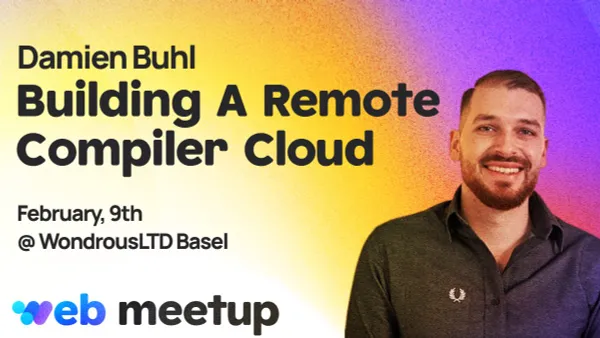 Damien Buhl
Building A Remote
Compiler Cloud
February, 9th
@ WondrousLTD Basel
web meetup